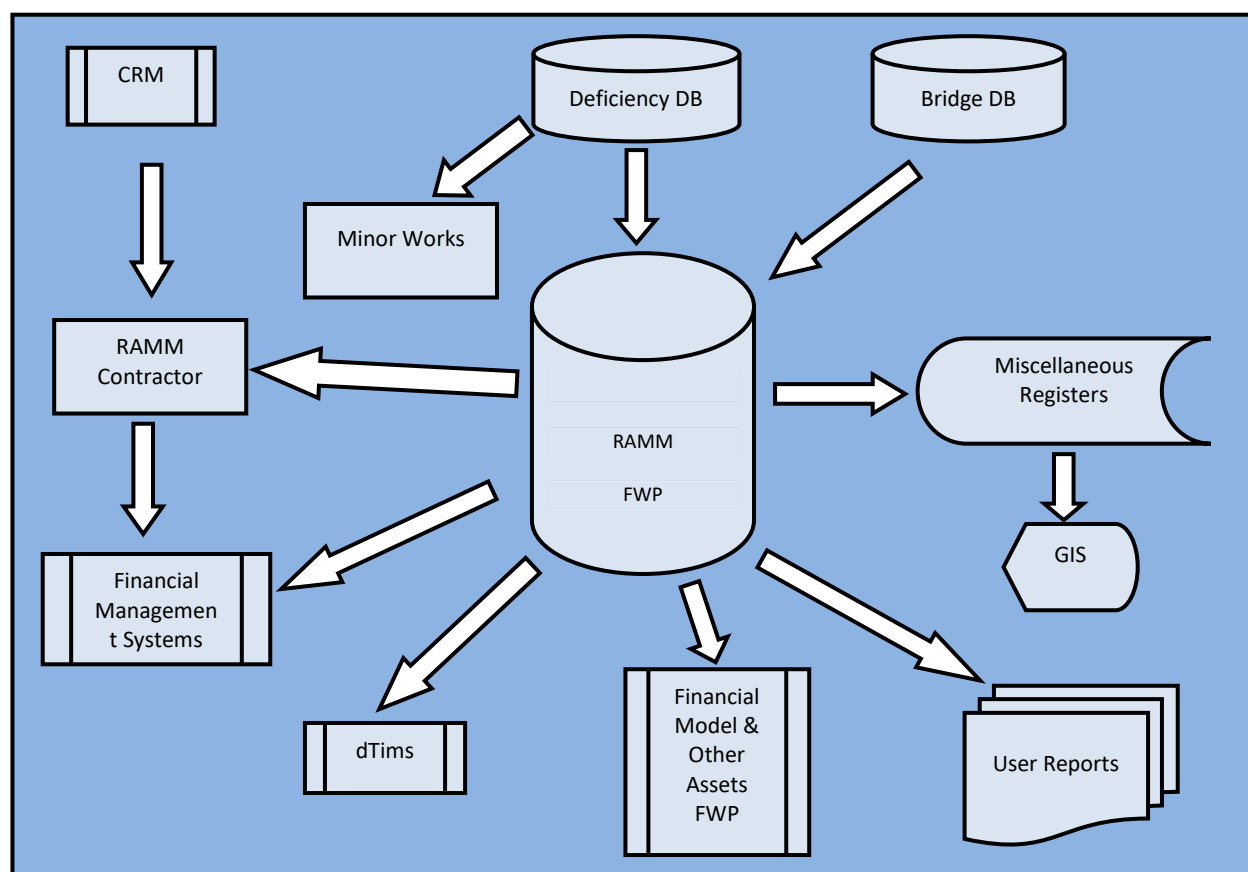 CRM
Deficiency DB
Bridge DB
Minor Works
RAMM
Contractor
Miscellaneous
Registers
RAMM
FWP
GIS
Financial
Managemen
t Systems
dTims
Financial
Model &
Other
Assets
FWP
User Reports